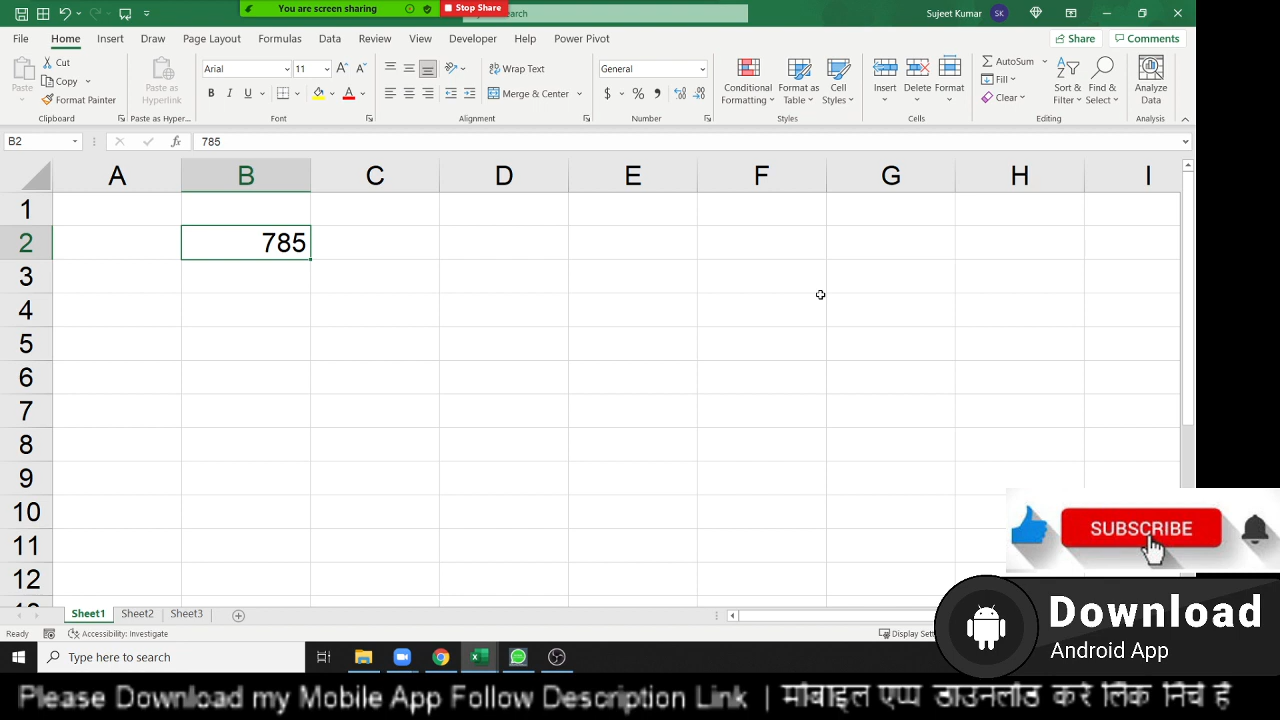 You are screen sharing
Stop Share
Search
Sujeet Kumar
SK
File Home Insert Draw Page Layout Formulas Data Review View Developer Help Power Pivot
Share
Comments
Paste
Cut
Copy
Format Painter
Clipboard
Paste as Hyperlink
Paste as Hyper...
Arial
11
B I U
Font
Wrap Text
Merge & Center
Alignment
General
$ %
Number
Conditional Formatting
Format as Table
Cell Styles
Styles
Insert
Delete
Format
Cells
AutoSum
Fill
Clear
Sort & Filter
Find & Select
Editing
Analyze Data
Analysis
B2
fx
785
A B C D E F G H I
1
2 785
3
4
5
6
7
8
9
10
11
12
Sheet1 Sheet2 Sheet3
Ready
Accessibility: Investigate
Display
SUBSCRIBE
Download
Android App
Type here to search
Please Download my Mobile App Follow Description Link | मोबाइल एप्प डाउनलोड करे लिंक निचे है